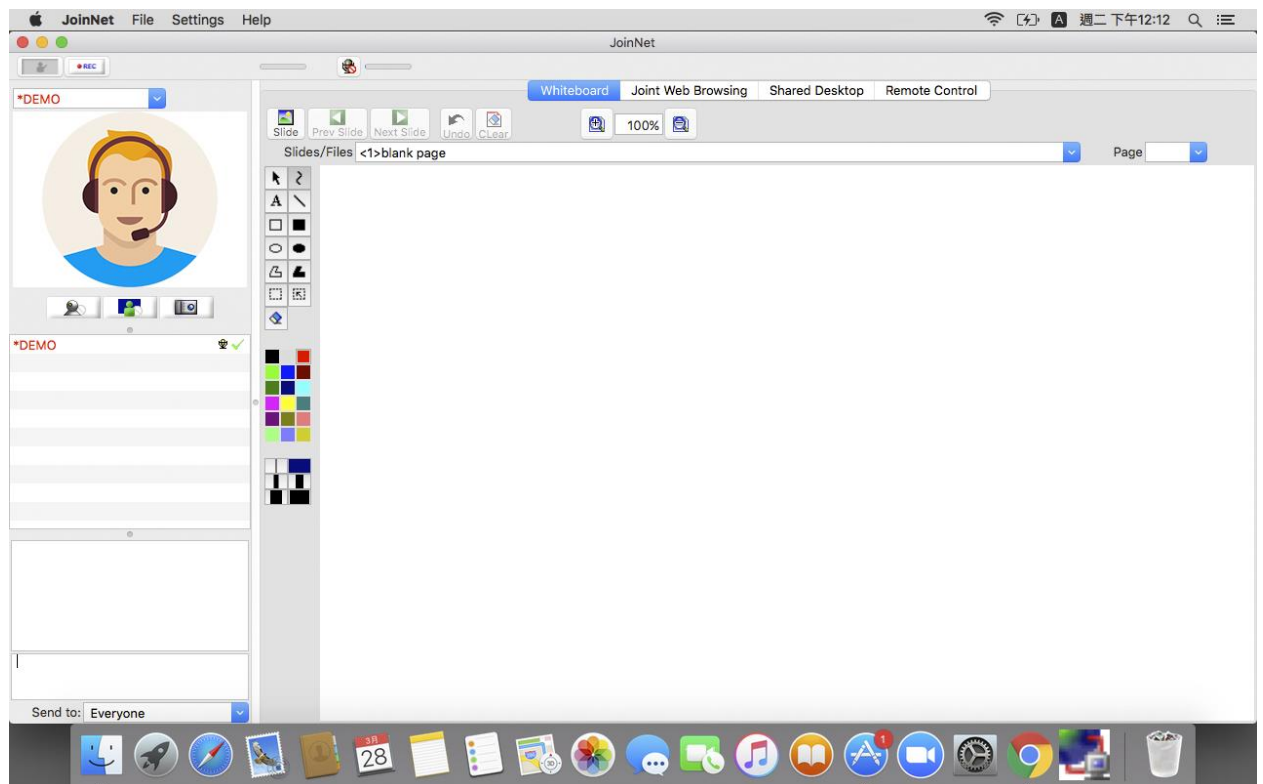 JoinNet File Settings Help 週二 下午12:12
JoinNet
REC
Whiteboard Joint Web Browsing Shared Desktop Remote Control
*DEMO
Slide Prev Slide Next Slide Undo CLear 100%
Slides/Files <1>blank page Page
A
*DEMO
Send to: Everyone
3月
28
1
3D